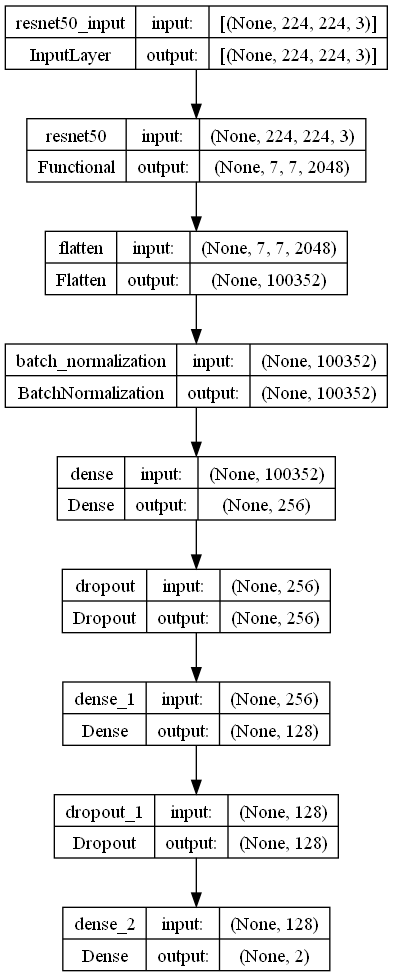 resnet50_input input: [(None, 224, 224, 3)]
InputLayer output: [(None, 224, 224, 3)]
resnet50 input: (None, 224, 224, 3)
Functional output: (None, 7, 7, 2048)
flatten input: (None, 7, 7, 2048)
Flatten output: (None, 100352)
batch_normalization input: (None, 100352)
BatchNormalization output: (None, 100352)
dense input: (None, 100352)
Dense output: (None, 256)
dropout input: (None, 256)
Dropout output: (None, 256)
dense_1 input: (None, 256)
Dense output: (None, 128)
dropout_1 input: (None, 128)
Dropout output: (None, 128)
dense_2 input: (None, 128)
Dense output: (None, 2)